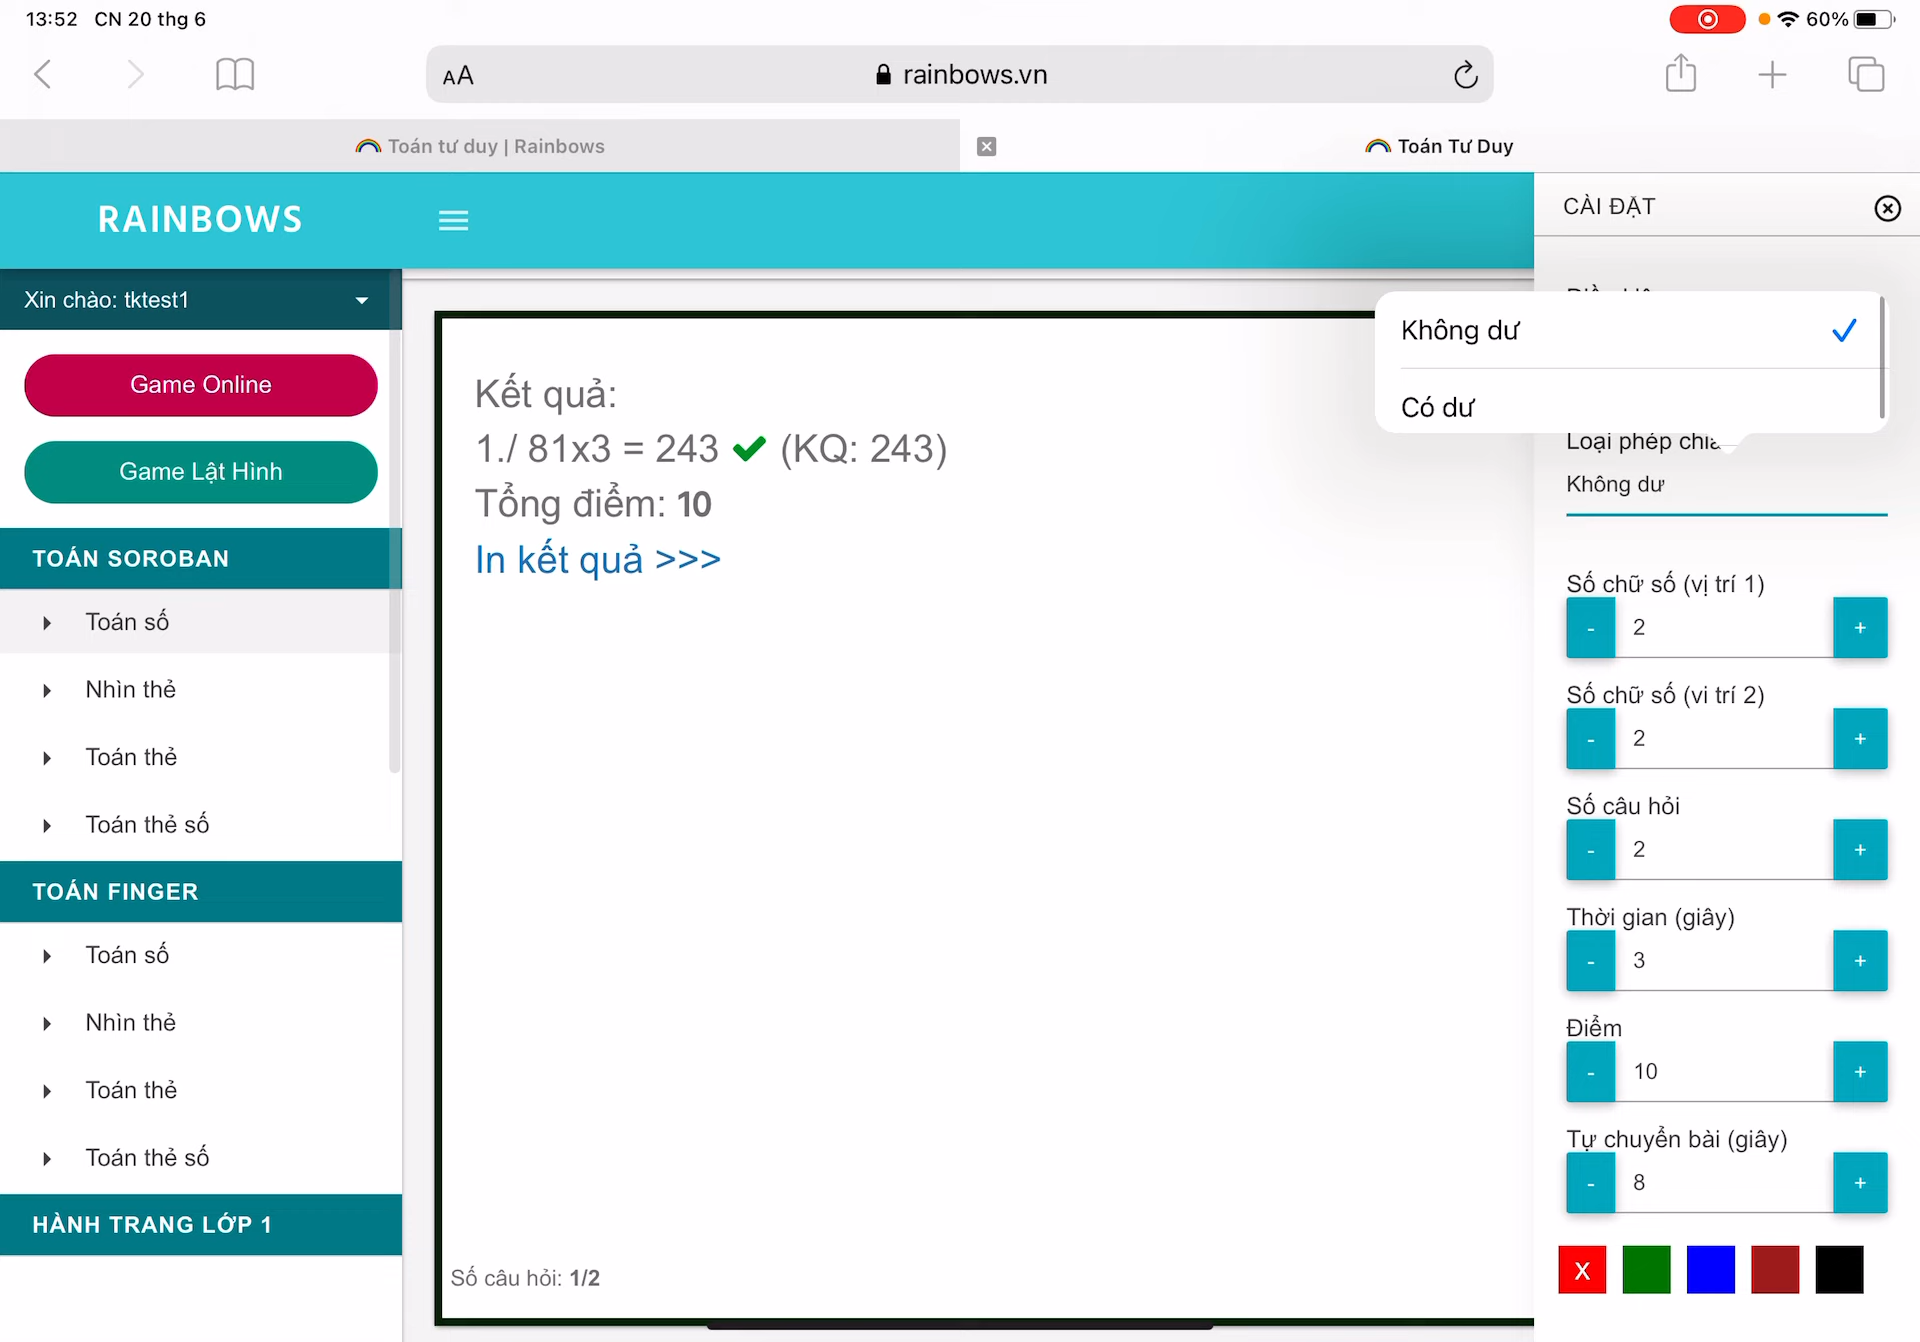 13:52 CN 20 thg 6
60%
AA
rainbows.vn
Toán tư duy | Rainbows
Toán Tư Duy
RAINBOWS
CÀI ĐẶT
Xin chào: tktest1
Game Online
Game Lật Hình
TOÁN SOROBAN
Toán số
Nhìn thẻ
Toán thẻ
Toán thẻ số
TOÁN FINGER
Toán số
Nhìn thẻ
Toán thẻ
Toán thẻ số
HÀNH TRANG LỚP 1
Kết quả:
1./ 81x3 = 243 ✔ (KQ: 243)
Tổng điểm: 10
In kết quả >>>
Số câu hỏi: 1/2
Không dư
Có dư
Loại phép chia
Không dư
Số chữ số (vị trí 1)
- 2 +
Số chữ số (vi trí 2)
- 2 +
Số câu hỏi
- 2 +
Thời gian (giây)
- 3 +
Điểm
- 10 +
Tự chuyển bài (giây)
- 8 +
X